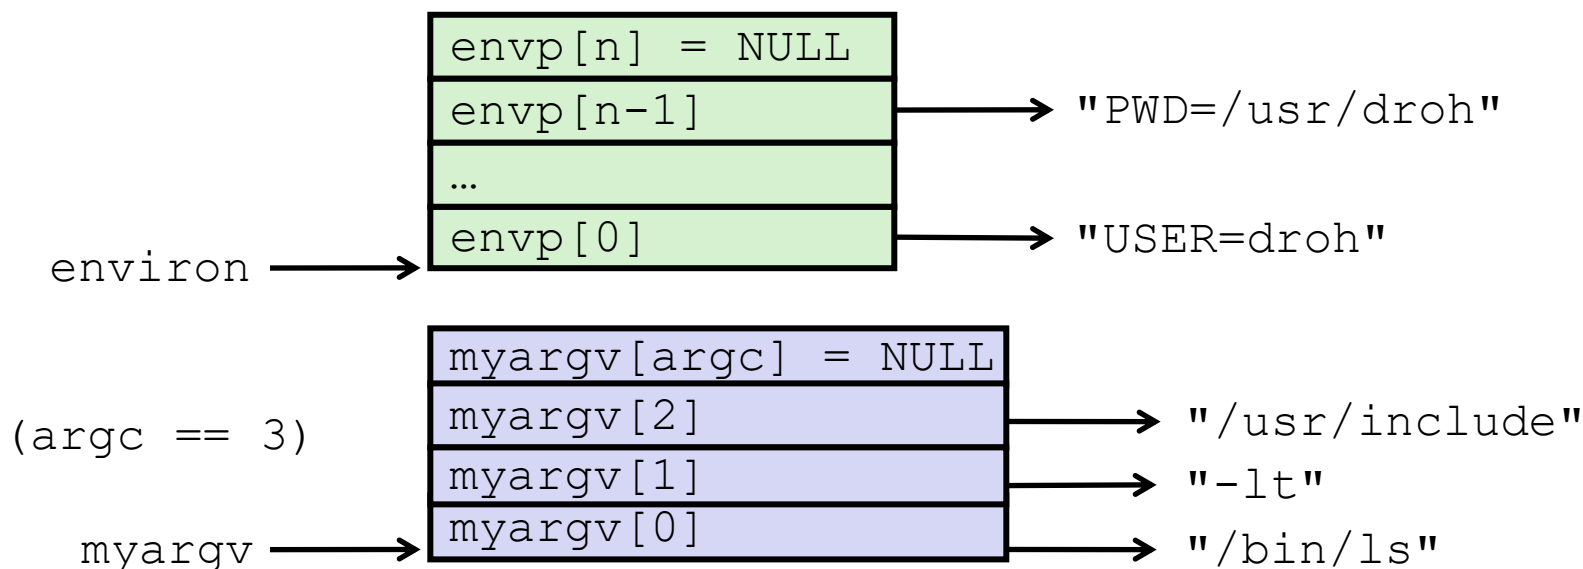 envp[n] = NULL
envp[n-1]
"PWD=/usr/droh"
…
envp[0]
"USER=droh"
environ
myargv[argc] = NULL
myargv[2]
"/usr/include"
(argc == 3)
myargv[1]
"-lt"
myargv[0]
myargv
"/bin/ls"